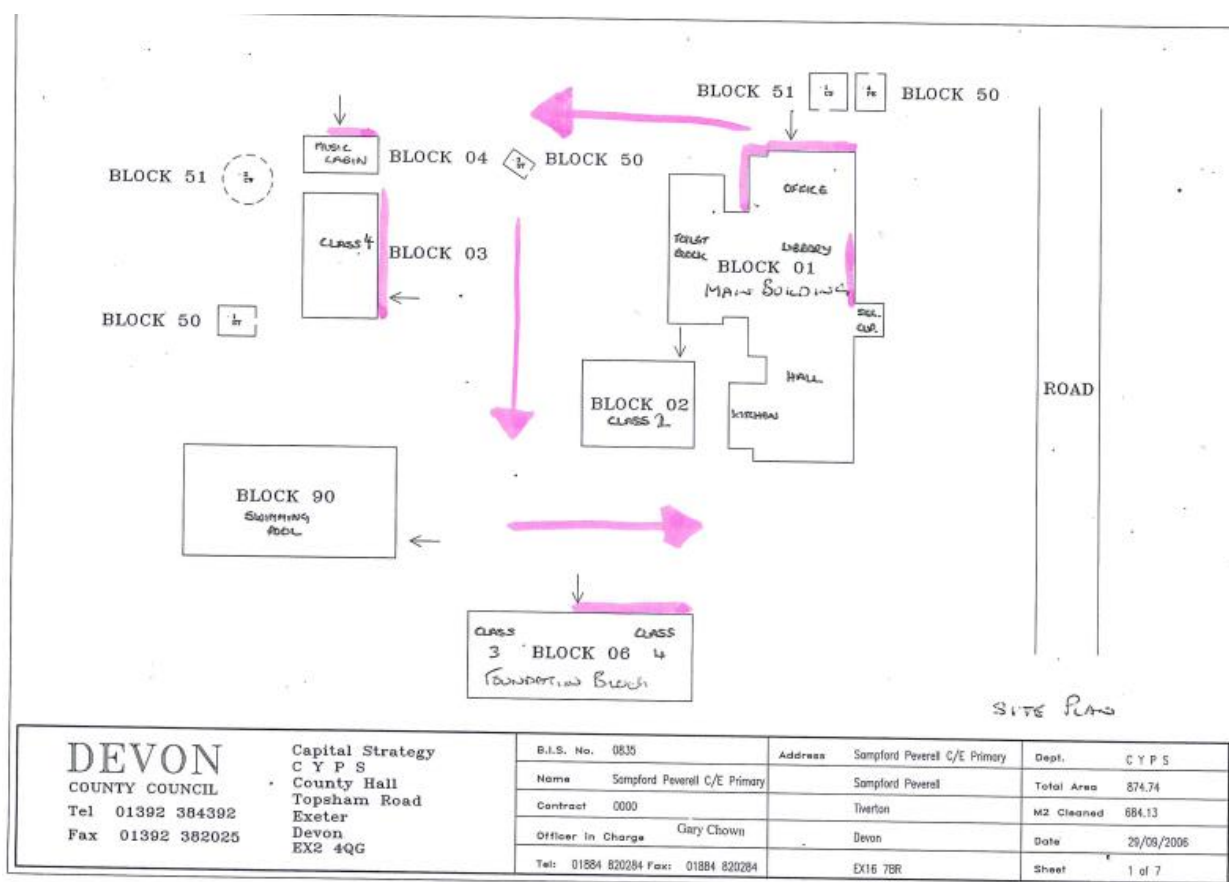 BLOCK 51
BLOCK 50
MUSIC
CABIN
BLOCK 04
BLOCK 50
BLOCK 51
OFFICE
CLASS 4
BLOCK 03
TOILET
BLOCK
LIBRARY
BLOCK 01
MAIN BUILDING
BLOCK 50
CUP.
HALL
ROAD
BLOCK 02
CLASS 2
KITCHEN
BLOCK 90
SWIMMING
POOL
CLASS CLASS
3 BLOCK 06 4
FOUNDATION BLOCK
SITE PLAN
DEVON
COUNTY COUNCIL
Tel 01392 384392
Fax 01392 382025
Capital Strategy
C Y P S
County Hall
Topsham Road
Exeter
Devon
EX2 4QG
B.I.S. No. 0835
Name Sampford Peverell C/E Primary
Contract 0000
Officer In Charge Gary Chown
Tel: 01884 820284 Fax: 01884 820284
Address Sampford Peverell C/E Primary
Sampford Peverell
Tiverton
Devon
EX16 7BR
Dept. C Y P S
Total Area 874.74
M2 Cleaned 684.13
Date 29/09/2006
Sheet 1 of 7